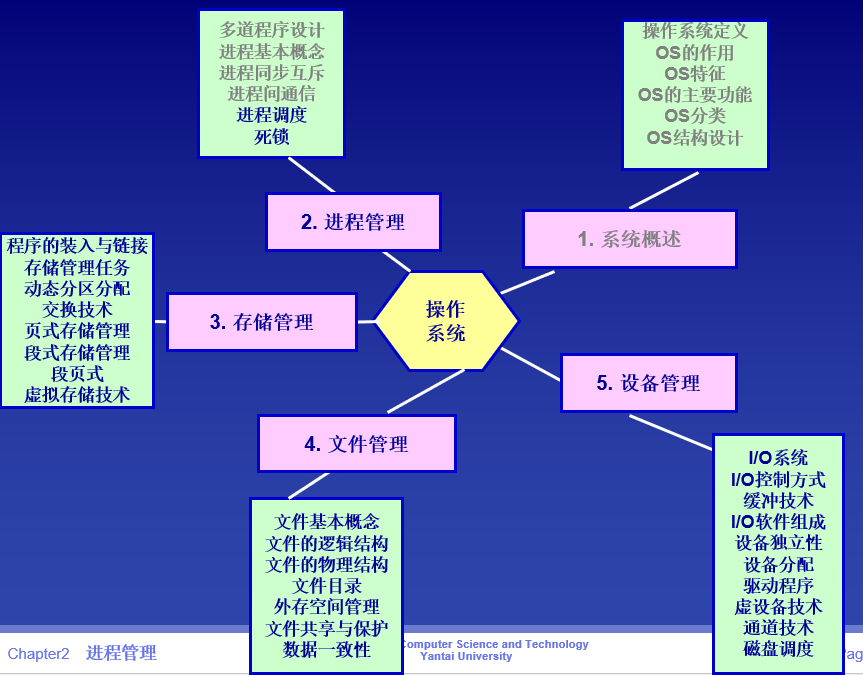 多道程序设计
进程基本概念
进程同步互斥
进程间通信
进程调度
死锁
操作系统定义
OS的作用
OS特征
OS的主要功能
OS分类
OS结构设计
2. 进程管理
1. 系统概述
程序的装入与链接
存储管理任务
动态分区分配
交换技术
页式存储管理
段式存储管理
段页式
虚拟存储技术
3. 存储管理
操作
系统
5. 设备管理
4. 文件管理
I/O系统
I/O控制方式
缓冲技术
I/O软件组成
设备独立性
设备分配
驱动程序
虚设备技术
通道技术
磁盘调度
文件基本概念
文件的逻辑结构
文件的物理结构
文件目录
外存空间管理
文件共享与保护
数据一致性
Chapter2 进程管理
omputer Science and Technology
Yantai University